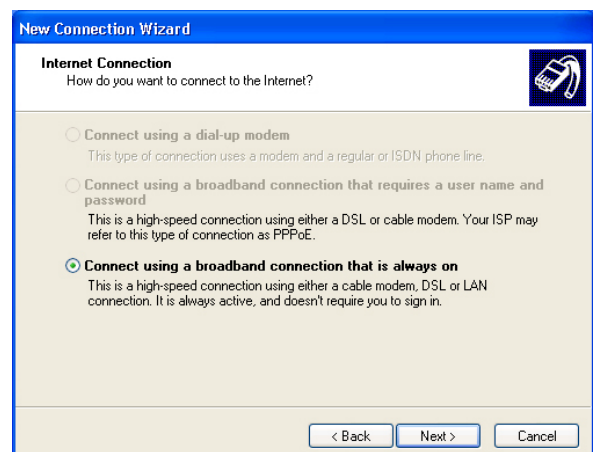 New Connection Wizard
Internet Connection
How do you want to connect to the Internet?
Connect using a dial-up modem
This type of connection uses a modem and a regular or ISDN phone line.
Connect using a broadband connection that requires a user name and
password
This is a high-speed connection using either a DSL or cable modem. Your ISP may
refer to this type of connection as PPPoE.
Connect using a broadband connection that is always on
This is a high-speed connection using either a cable modem, DSL or LAN
connection. It is always active, and doesn't require you to sign in.
< Back Next > Cancel